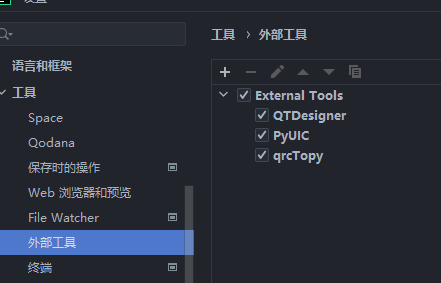 工具 › 外部工具
语言和框架
工具
Space
Qodana
保存时的操作
Web 浏览器和预览
File Watcher
外部工具
终端
External Tools
QTDesigner
PyUIC
qrcTopy